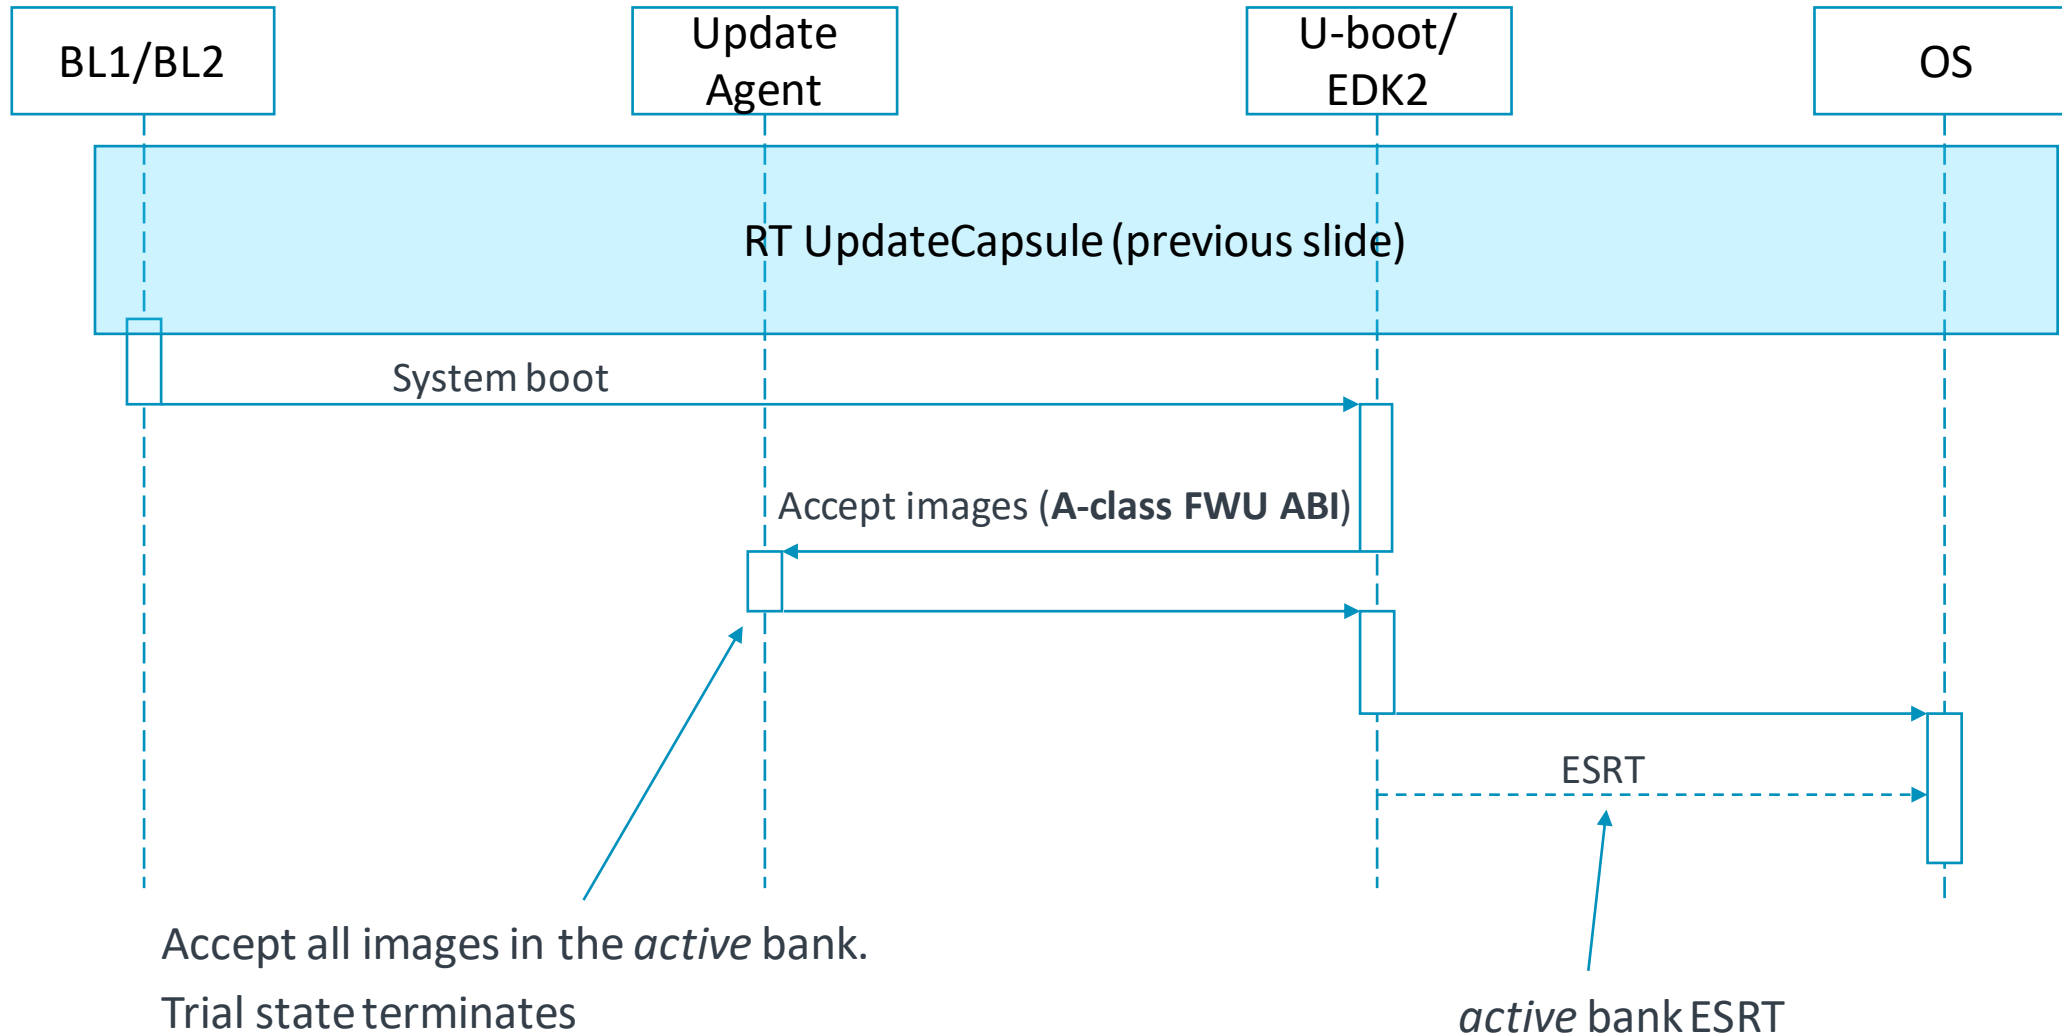 BL1/BL2
Update
Agent
U-boot/
EDK2
OS
RT UpdateCapsule (previous slide)
System boot
Accept images (A-class FWU ABI)
ESRT
Accept all images in the active bank.
Trial state terminates
active bank ESRT